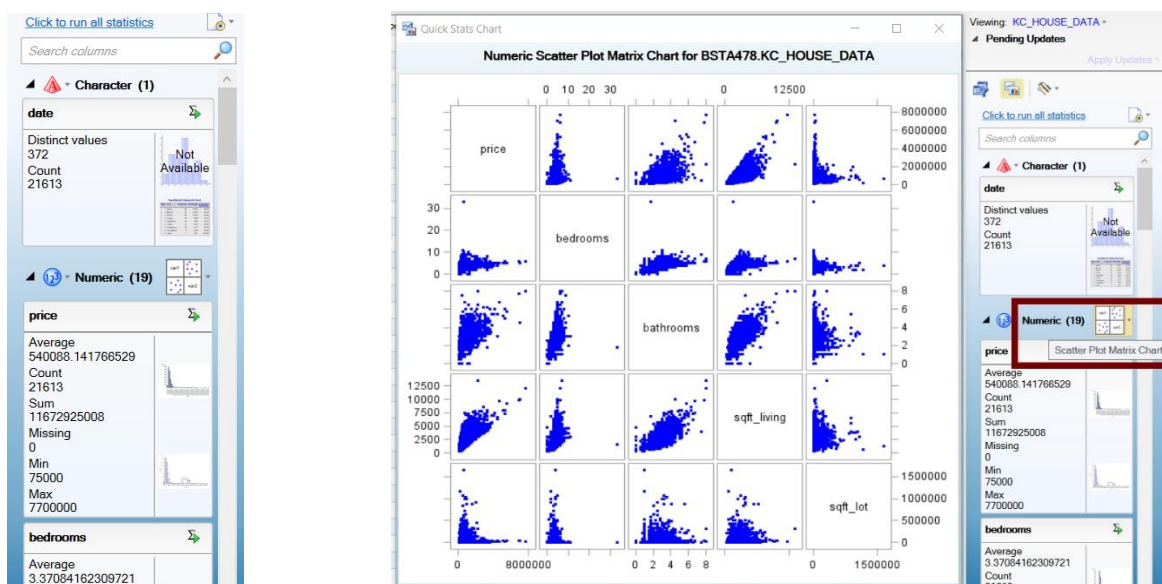 Click to run all statistics
Search columns
Character (1)
date
Distinct values
372
Count
21613
Not
Available
Numeric (19)
var1
var2
price
Average
540088.141766529
Count
21613
Sum
11672925008
Missing
0
Min
75000
Max
7700000
bedrooms
Average
3.37084162309721
Quick Stats Chart
Numeric Scatter Plot Matrix Chart for BSTA478.KC_HOUSE_DATA
0 10 20 30
0 12500
price
8000000
6000000
4000000
2000000
0
30
20
10
0
bedrooms
bathrooms
8
6
4
2
0
12500
10000
7500
5000
2500
0
sqft_living
sqft_lot
1500000
1000000
500000
0
0 8000000
0 2 4 6 8
0 1500000
Viewing: KC_HOUSE_DATA
Pending Updates
Apply Updates
Click to run all statistics
Search columns
Character (1)
date
Distinct values
372
Count
21613
Not
Available
Numeric (19)
price
Scatter Plot Matrix Chart
Average
540088.141766529
Count
21613
Sum
11672925008
Missing
0
Min
75000
Max
7700000
bedrooms
Average
3.37084162309721
Count